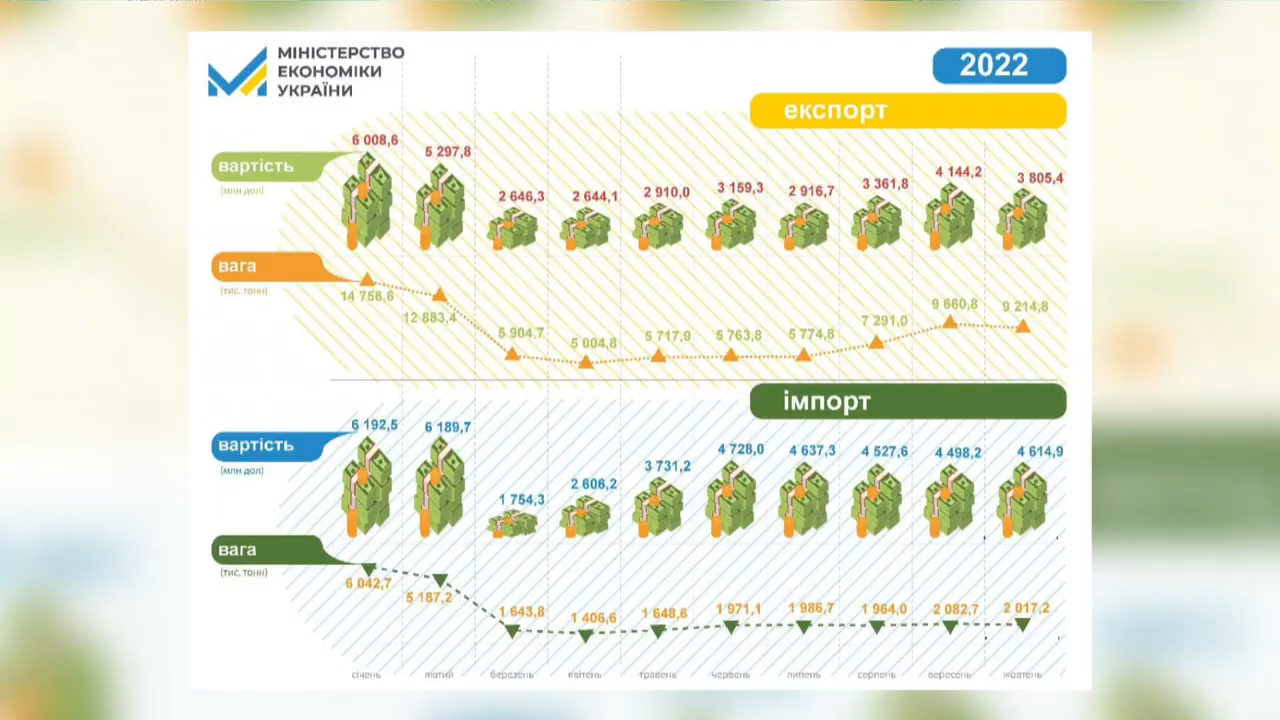 МІНІСТЕРСТВО
ЕКОНОМІКИ
УКРАЇНИ
2022
експорт
вартість
(млн дол)
6 008,6 5 297,8 2 646,3 2 644,1 2 910,0 3 159,3 2 916,7 3 361,8 4 144,2 3 805,4
вага
(тис. тонн)
14 756,6 12 883,4 5 904,7 5 004,8 5 717,9 5 763,8 5 774,8 7 291,0 9 660,8 9 214,8
імпорт
вартість
(млн дол)
6 192,5 6 189,7 1 754,3 2 606,2 3 731,2 4 728,0 4 637,3 4 527,6 4 498,2 4 614,9
вага
(тис. тонн)
6 042,7 5 187,2 1 643,8 1 406,6 1 648,6 1 971,1 1 986,7 1 964,0 2 082,7 2 017,2
січень лютий березень квітень травень червень липень серпень вересень жовтень